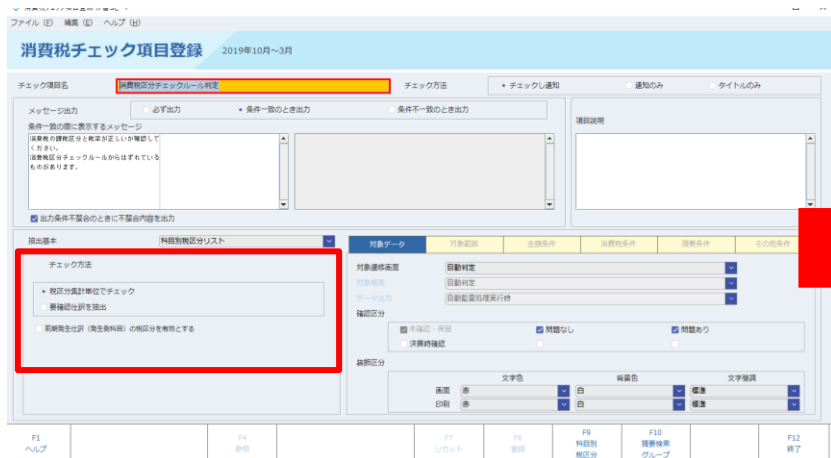 ファイル (F) 編集 (E) ヘルプ (H)
消費税チェック項目登録 2019年10月～3月
チェック項目名 消費税区分チェックルール判定 チェック方法 チェックし通知 通知のみ タイトルのみ
メッセージ出力 必ず出力 条件一致のとき出力 条件不一致のとき出力
項目説明
条件一致の際に表示するメッセージ
消費税の課税区分と税率が正しいか確認して
ください。
消費税区分チェックルールからはずれている
ものがあります。
出力条件不整合のときに不整合内容を出力
抽出基本 科目別税区分リスト
対象データ 対象範囲 金額条件 消費税条件 摘要条件 その他条件
チェック方法
税区分集計単位でチェック
要確認仕訳を抽出
前期発生仕訳（発生側科目）の税区分を有効とする
対象遷移画面 自動判定
対象帳票 自動判定
データ出力 自動監査処理実行時
確認区分
未確認・保留 問題なし 問題あり
決算時確認
装飾区分
文字色 背景色 文字強調
画面 赤 白 標準
印刷 赤 白 標準
F1 F4 F7 F8 F9 F10 F12
ヘルプ 参照 リセット 登録 科目別 摘要検索 終了
税区分 グループ